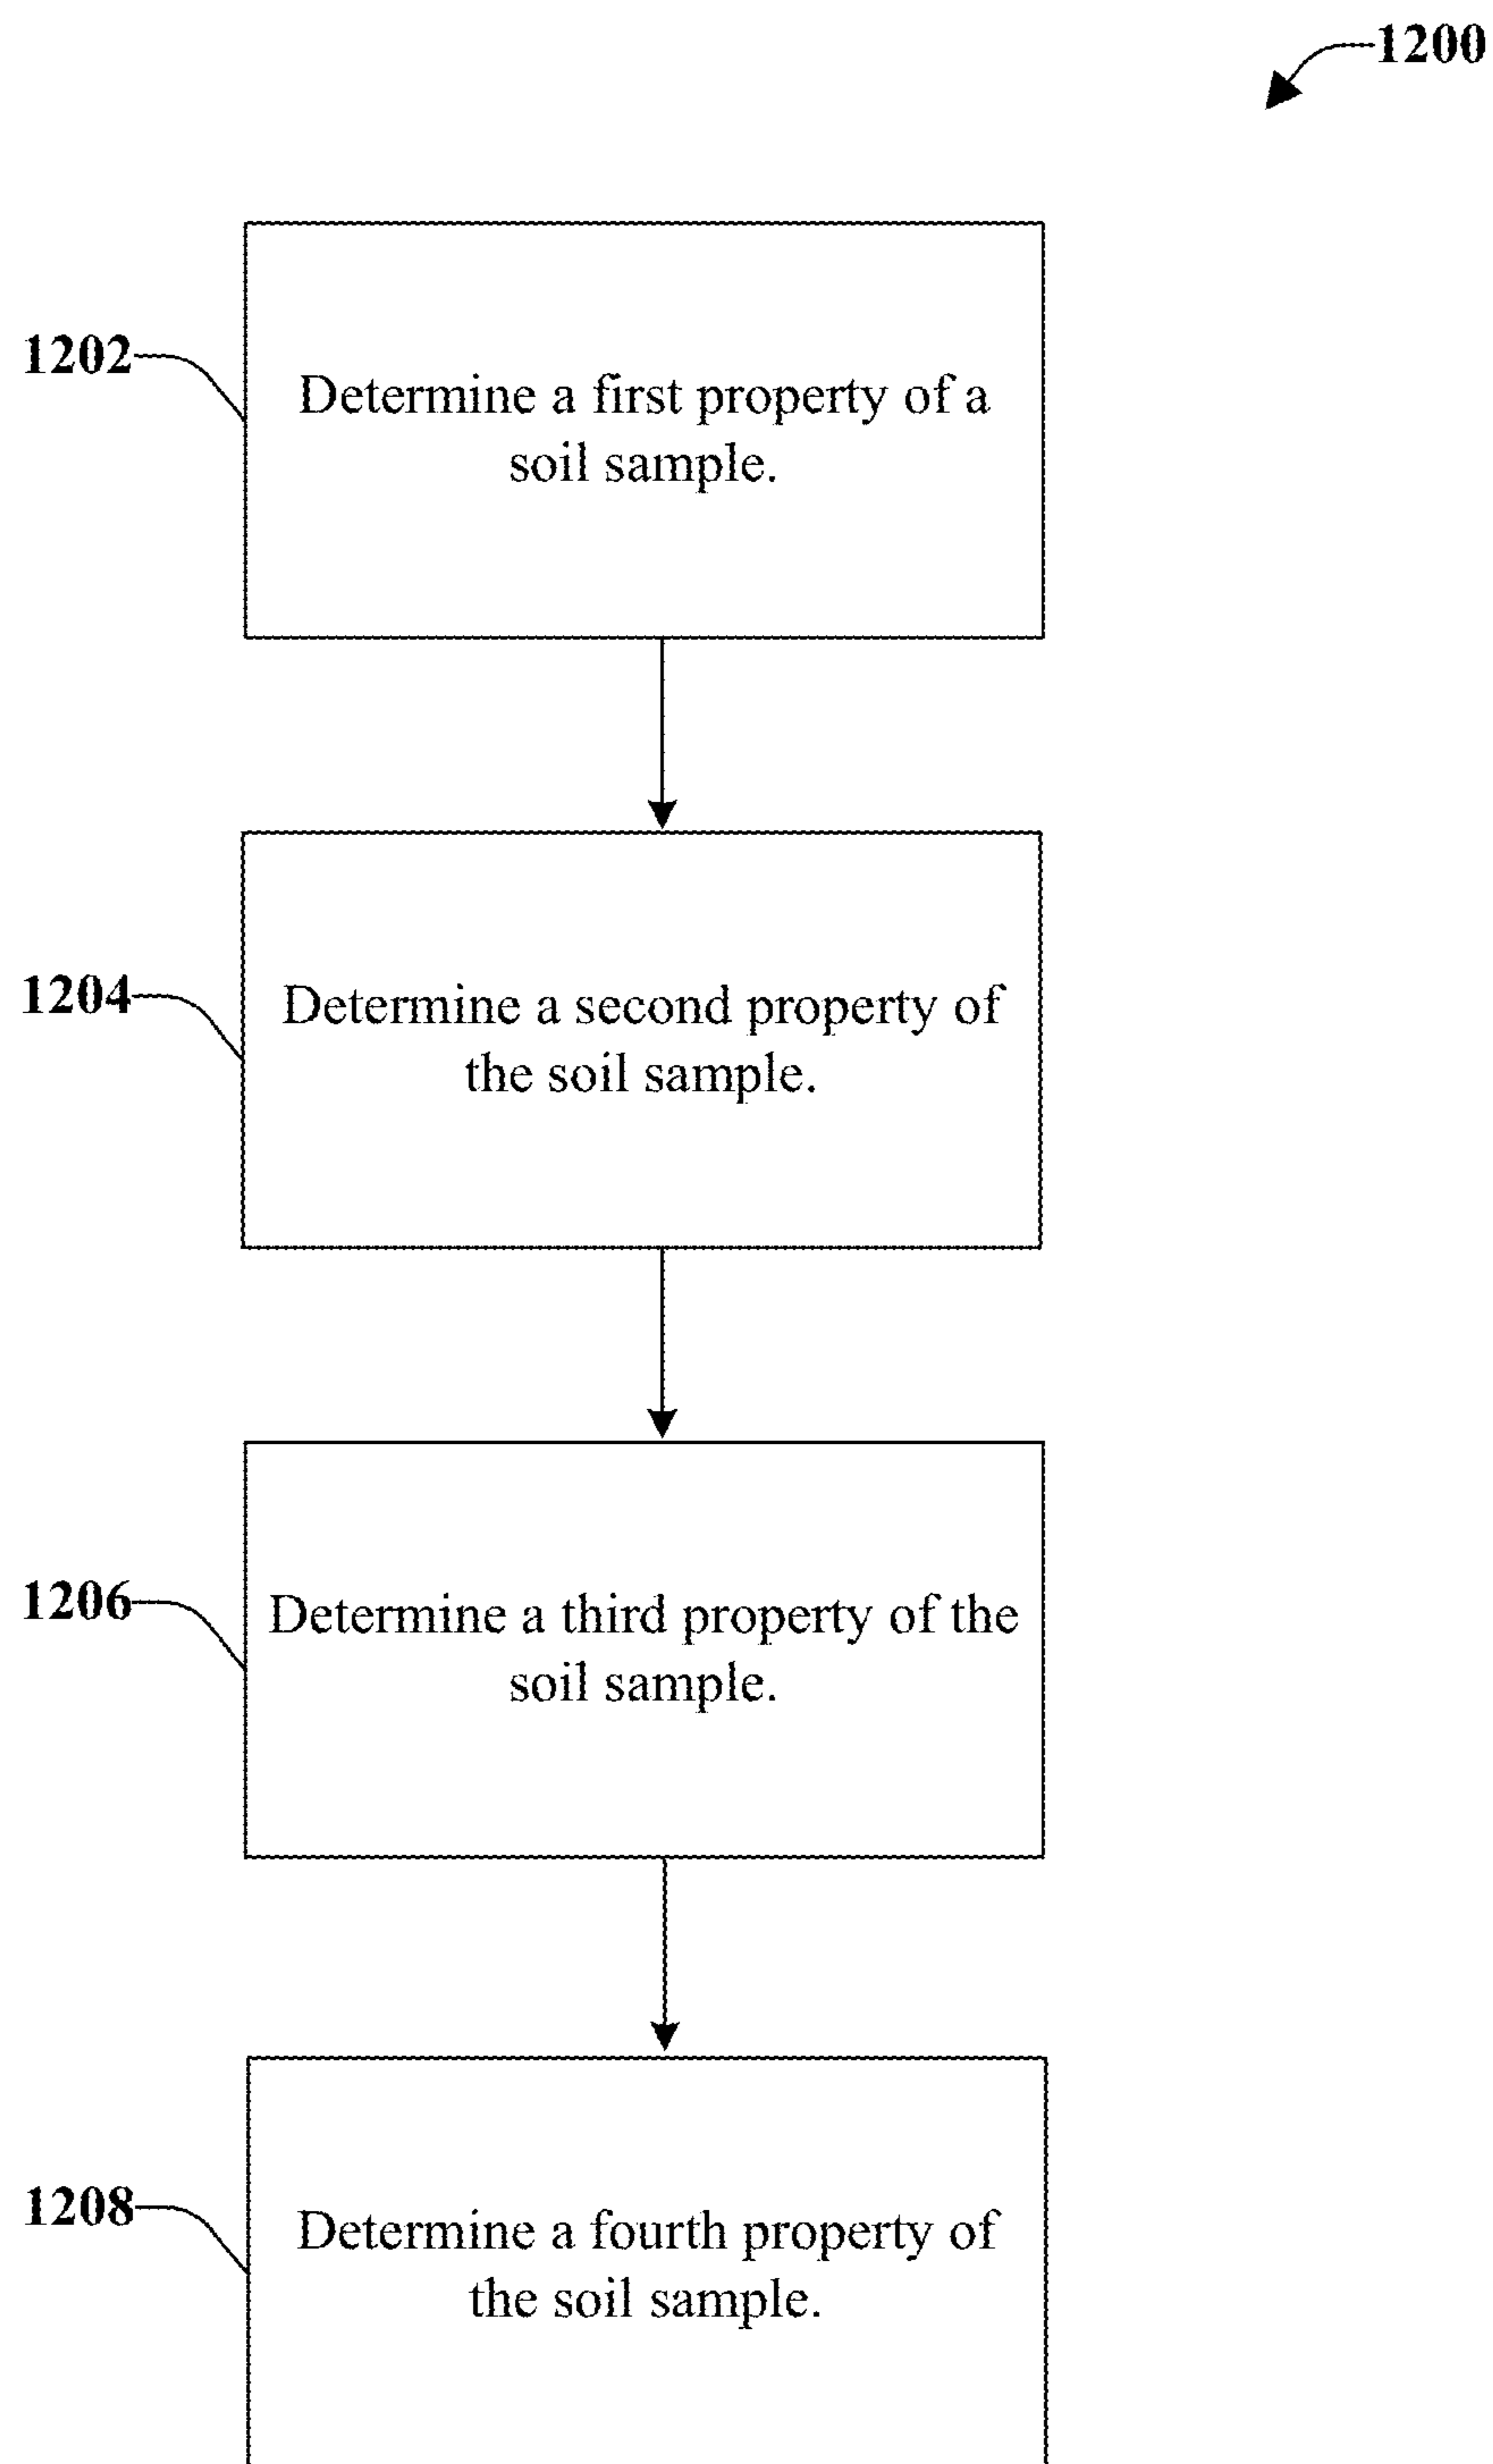 1200
1202
Determine a first property of a
soil sample.
1204
Determine a second property of
the soil sample.
1206
Determine a third property of the
soil sample.
1208
Determine a fourth property of
the soil sample.